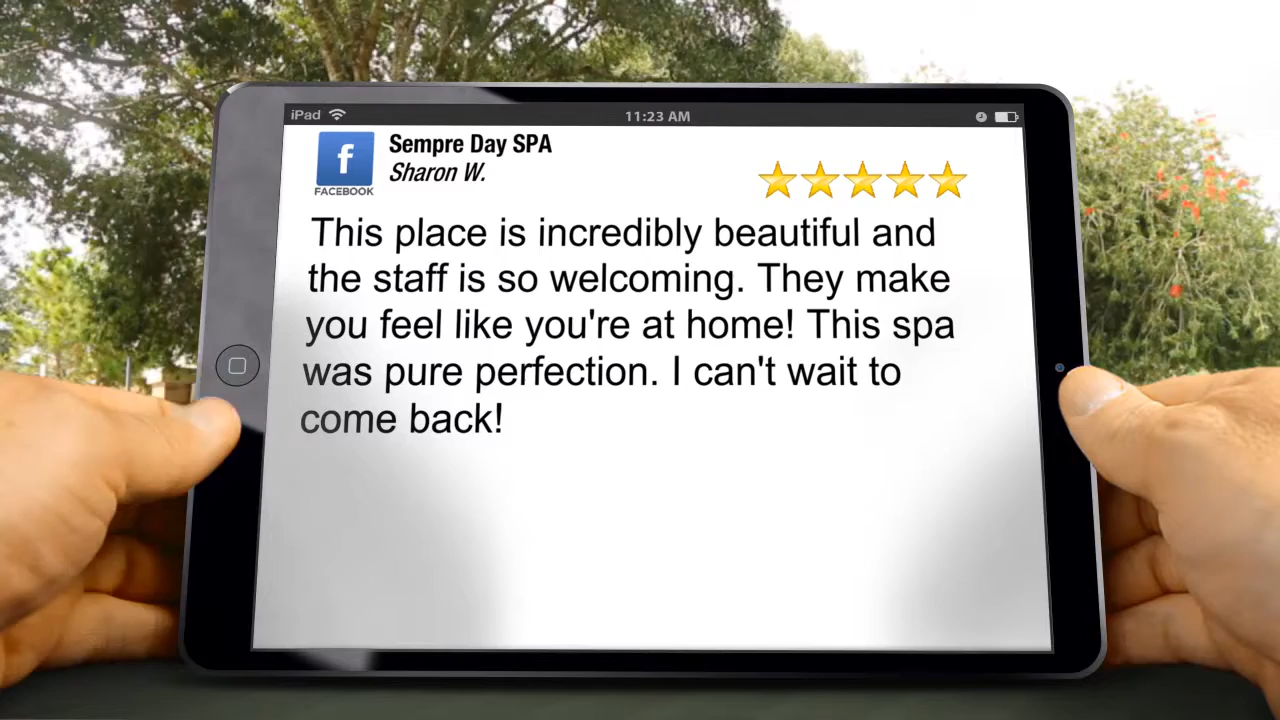 iPad 11:23 AM
f
FACEBOOK
Sempre Day SPA
Sharon W.
This place is incredibly beautiful and
the staff is so welcoming. They make
you feel like you're at home! This spa
was pure perfection. I can't wait to
come back!